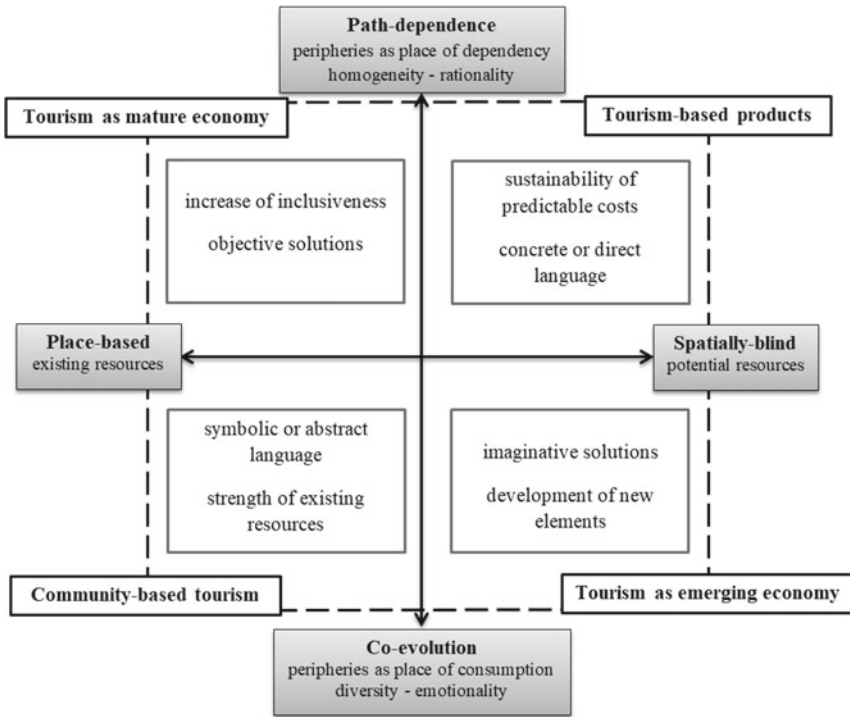 Path-dependence
peripheries as place of dependency
homogeneity - rationality
Tourism as mature economy
Tourism-based products
increase of inclusiveness
objective solutions
sustainability of
predictable costs
concrete or direct
language
Place-based
existing resources
Spatially-blind
potential resources
symbolic or abstract
language
strength of existing
resources
imaginative solutions
development of new
elements
Community-based tourism
Tourism as emerging economy
Co-evolution
peripheries as place of consumption
diversity - emotionality